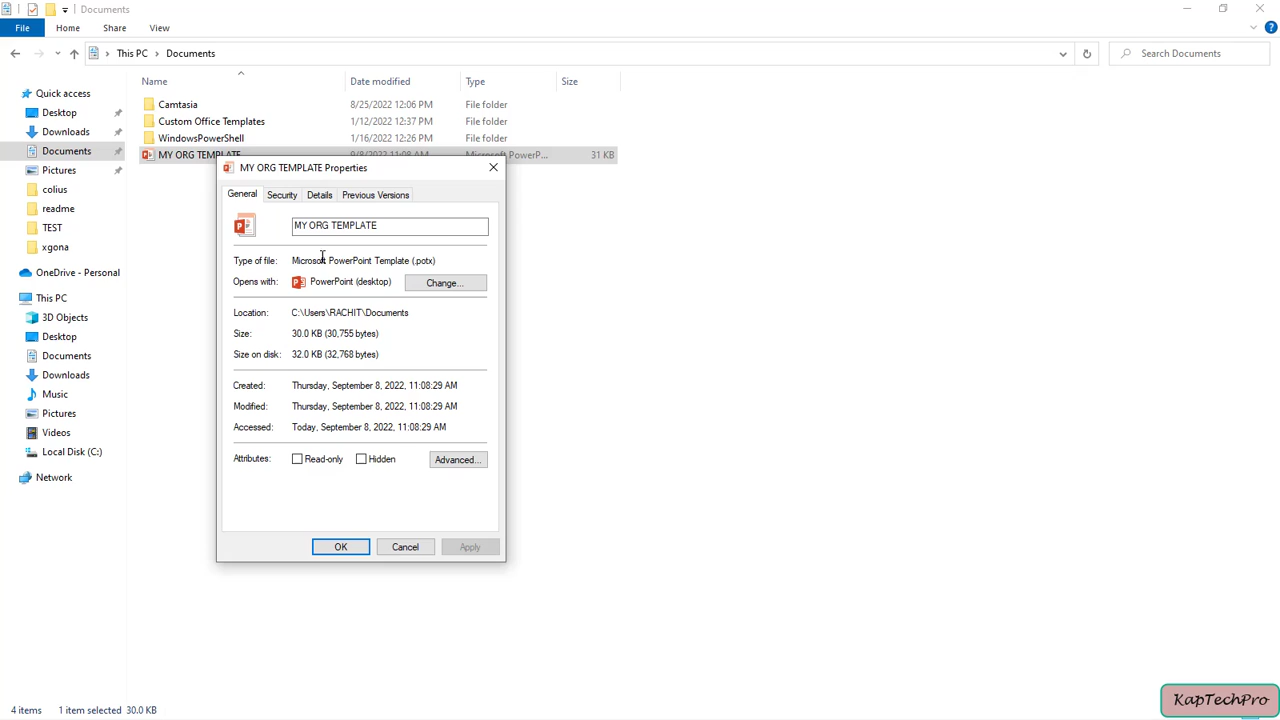 Documents
File Home Share View
This PC Documents Search Documents
Name Date modified Type Size
Quick access
Desktop
Downloads
Documents
Pictures
colius
readme
TEST
xgona
OneDrive - Personal
This PC
3D Objects
Desktop
Documents
Downloads
Music
Pictures
Videos
Local Disk (C:)
Network
Camtasia 8/25/2022 12:06 PM File folder
Custom Office Templates 1/12/2022 12:37 PM File folder
WindowsPowerShell 1/16/2022 12:26 PM File folder
MY ORG TEMPLATE 9/8/2022 11:08 AM Microsoft PowerP... 31 KB
MY ORG TEMPLATE Properties
General Security Details Previous Versions
MY ORG TEMPLATE
Type of file: Microsoft PowerPoint Template (.potx)
Opens with: PowerPoint (desktop) Change...
Location: C:\Users\RACHIT\Documents
Size: 30.0 KB (30,755 bytes)
Size on disk: 32.0 KB (32,768 bytes)
Created: Thursday, September 8, 2022, 11:08:29 AM
Modified: Thursday, September 8, 2022, 11:08:29 AM
Accessed: Today, September 8, 2022, 11:08:29 AM
Attributes: Read-only Hidden Advanced...
OK Cancel Apply
4 items 1 item selected 30.0 KB
KapTechPro